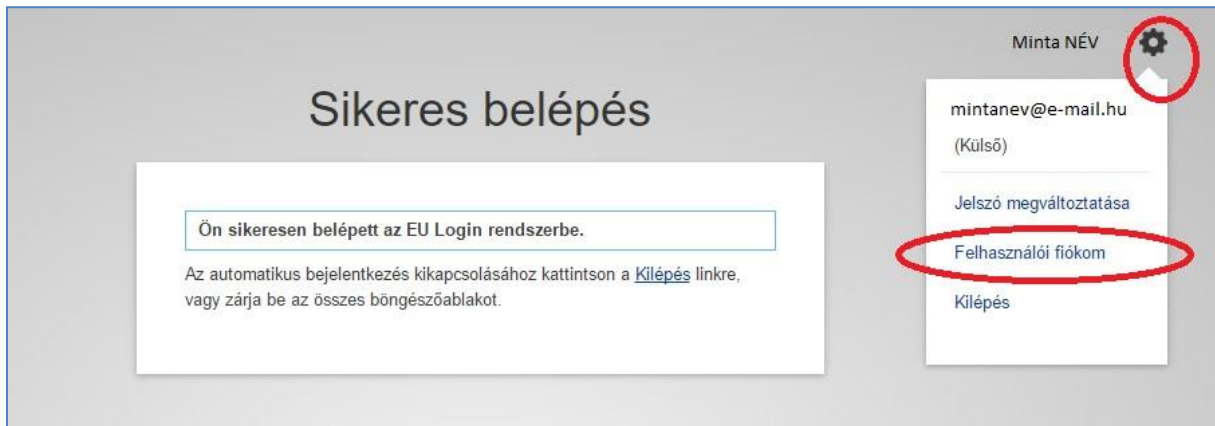 Minta NÉV
Sikeres belépés
Ön sikeresen belépett az EU Login rendszerbe.
Az automatikus bejelentkezés kikapcsolásához kattintson a Kilépés linkre,
vagy zárja be az összes böngészőablakot.
mintanev@e-mail.hu
(Külső)
Jelszó megváltoztatása
Felhasználói fiókom
Kilépés